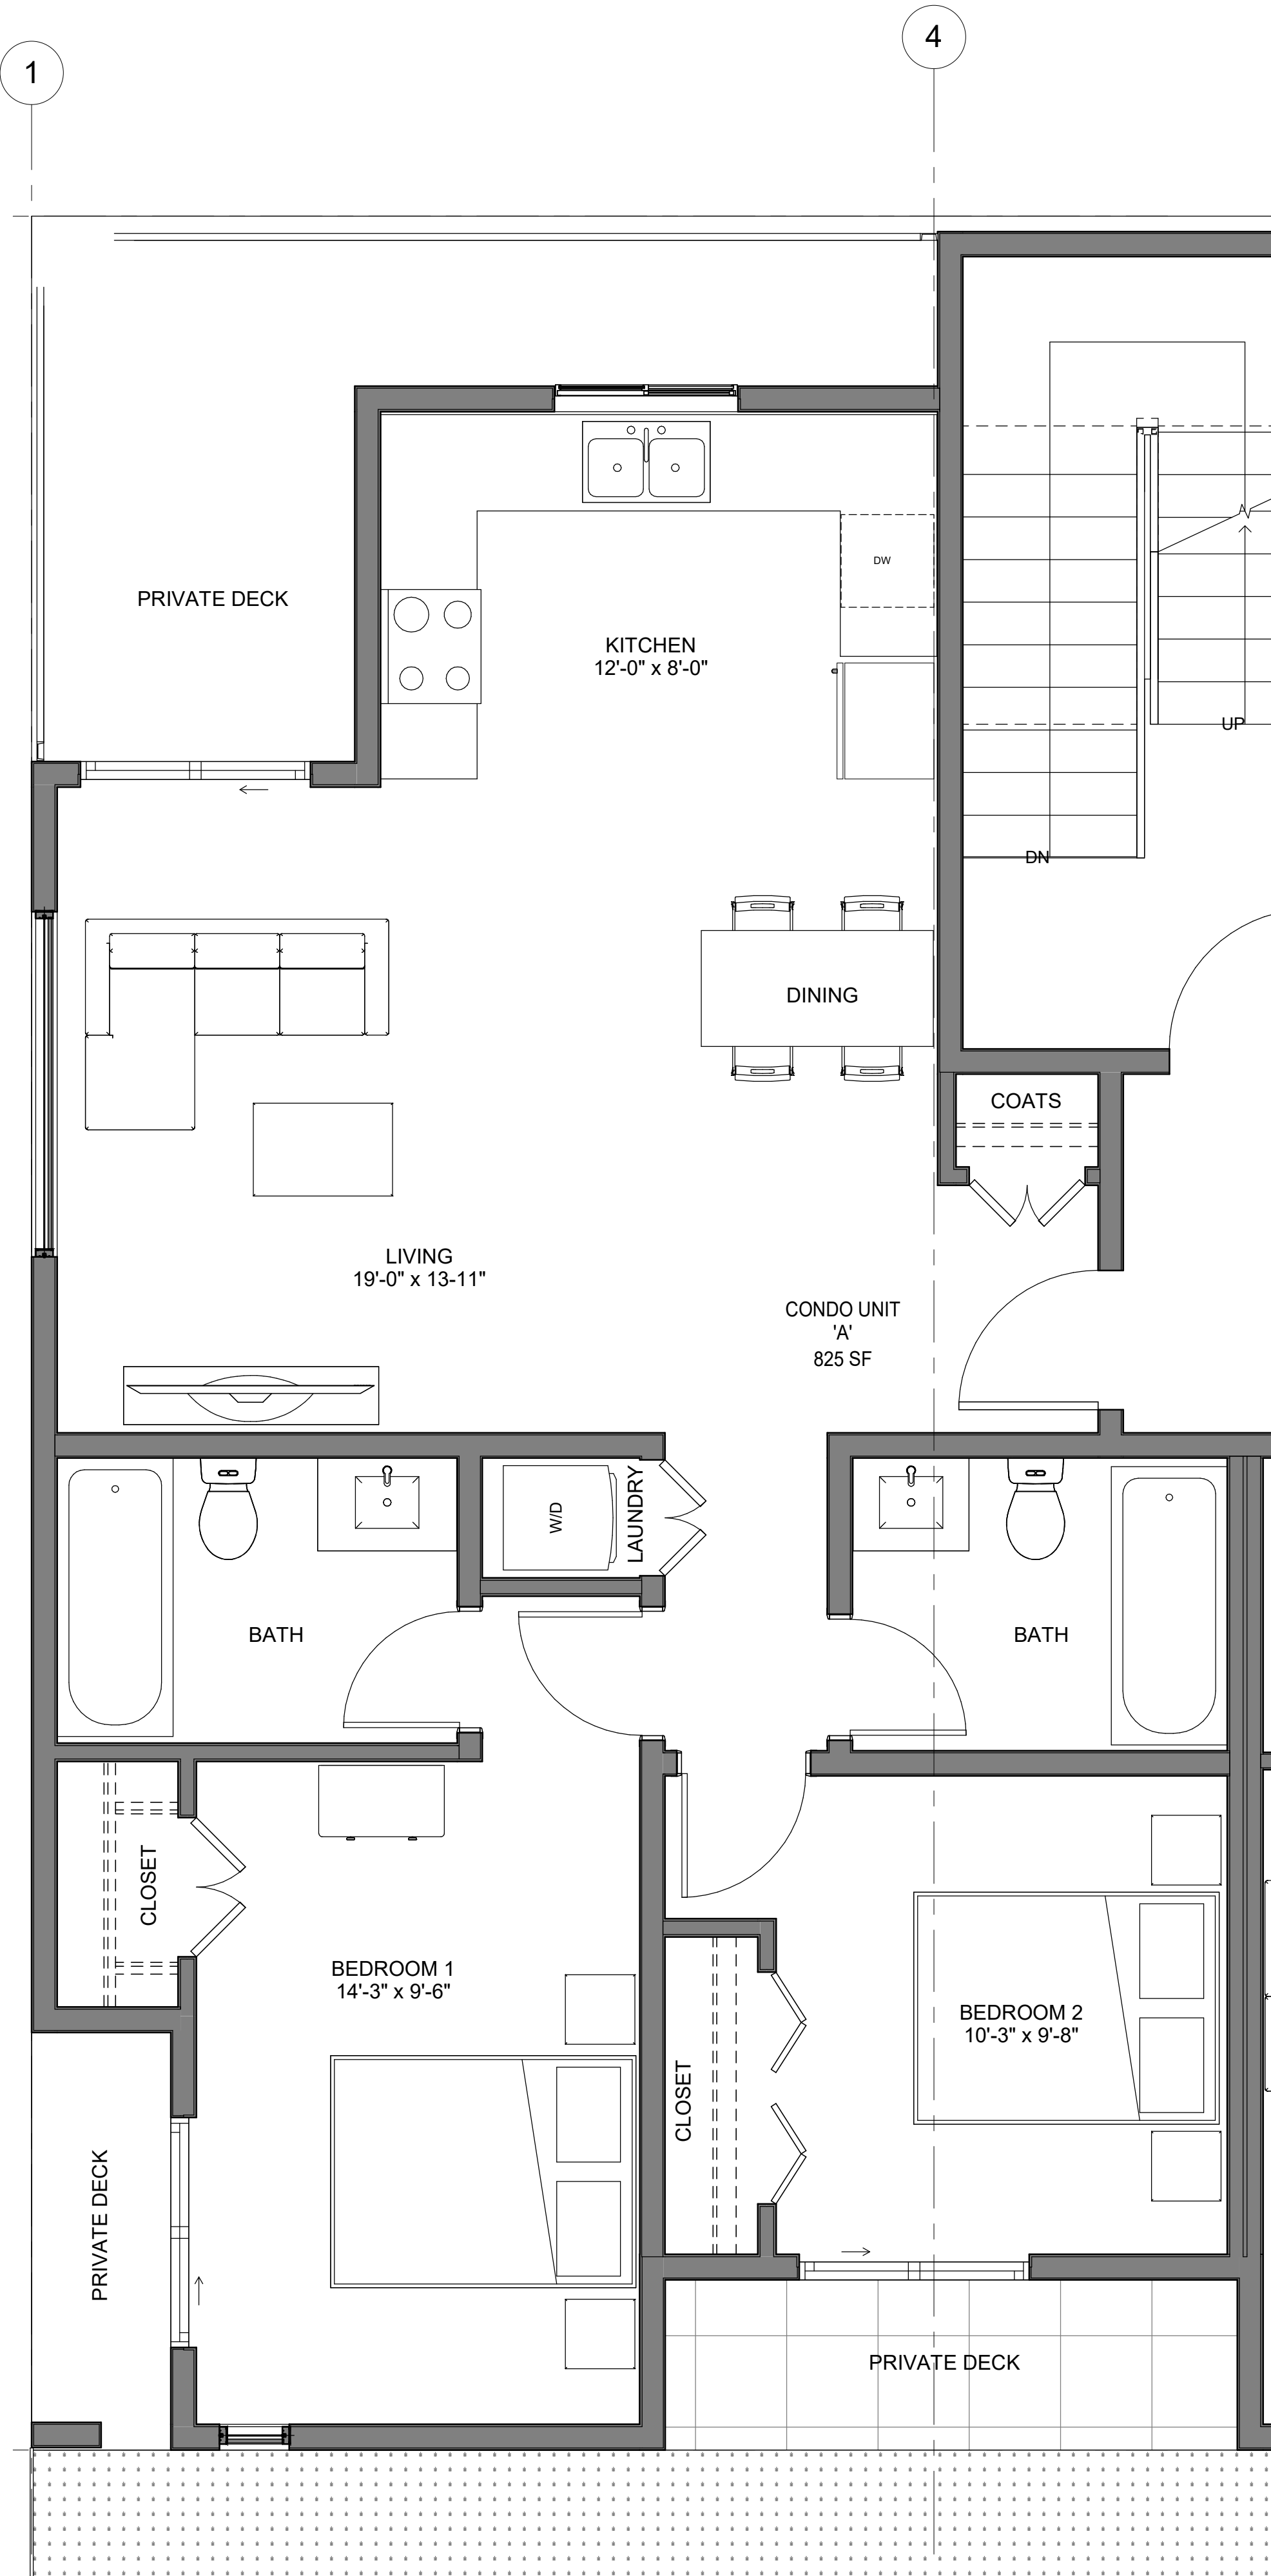 4
1
PRIVATE DECK
DW
KITCHEN
12'-0" x 8'-0"
UP
DN
DINING
COATS
LIVING
19'-0" x 13-11"
CONDO UNIT
'A'
825 SF
W/D
LAUNDRY
BATH
BATH
CLOSET
BEDROOM 1
14'-3" x 9'-6"
BEDROOM 2
10'-3" x 9'-8"
CLOSET
PRIVATE DECK
PRIVATE DECK